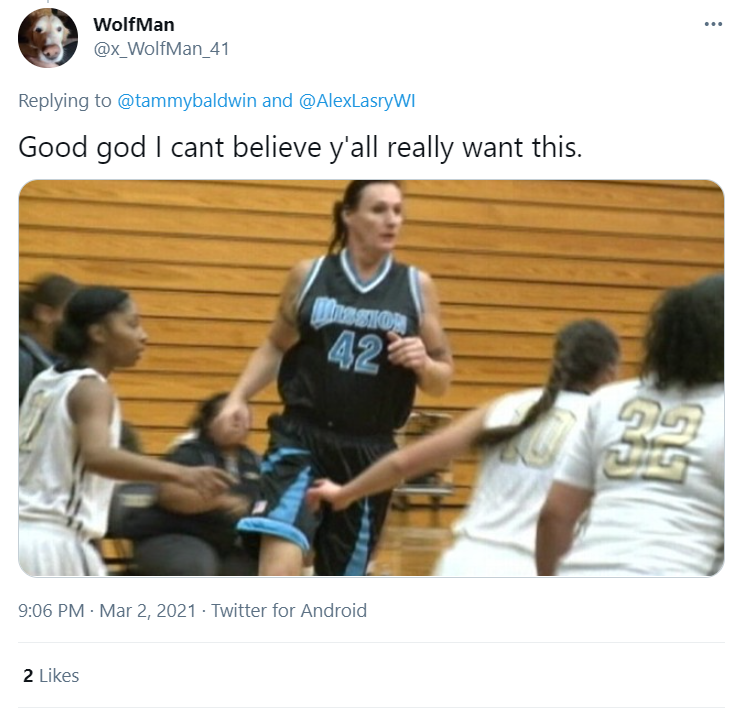 WolfMan
@x_WolfMan_41
Replying to @tammybaldwin and @AlexLasryWI
Good god I cant believe y'all really want this.
MISSION
42
10
32
9:06 PM · Mar 2, 2021 · Twitter for Android
2 Likes